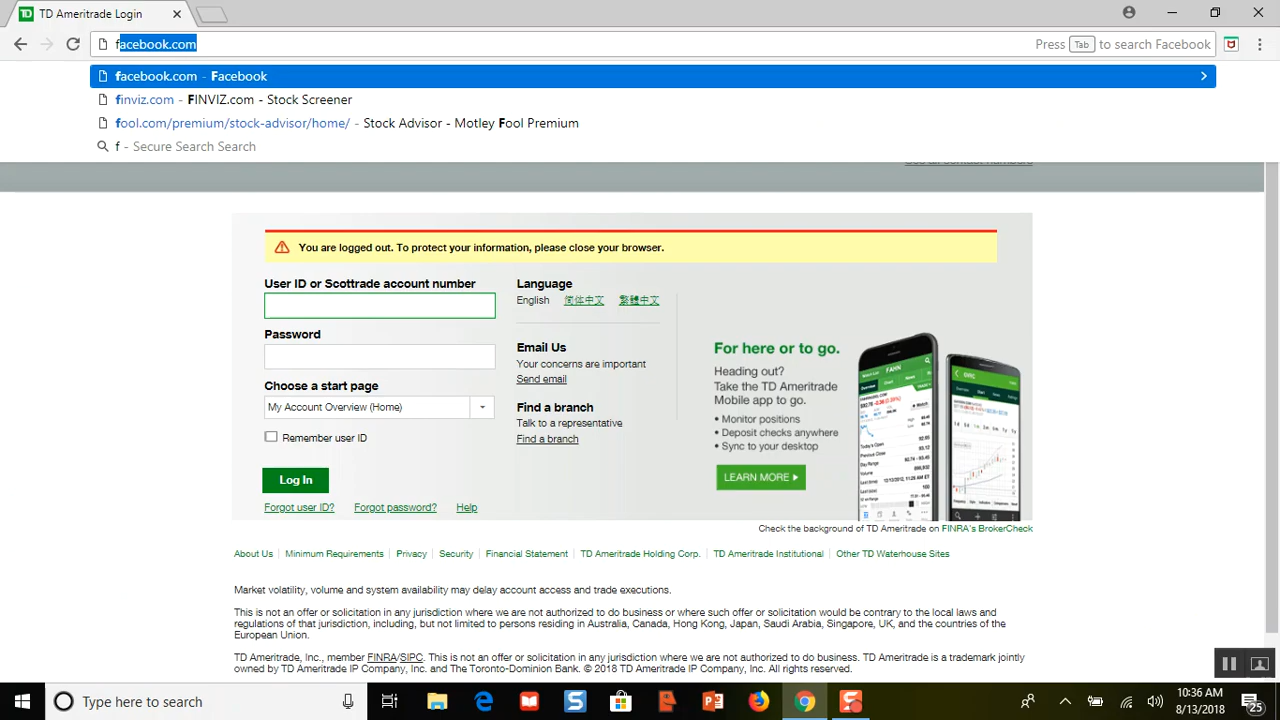 TD Ameritrade Login
facebook.com
Press Tab to search Facebook
facebook.com - Facebook
finviz.com - FINVIZ.com - Stock Screener
fool.com/premium/stock-advisor/home/ - Stock Advisor - Motley Fool Premium
f - Secure Search Search
You are logged out. To protect your information, please close your browser.
User ID or Scottrade account number
Password
Choose a start page
My Account Overview (Home)
Remember user ID
Log In
Forgot user ID? Forgot password? Help
Language
English 简体中文 繁體中文
Email Us
Your concerns are important
Send email
Find a branch
Talk to a representative
Find a branch
For here or to go.
Heading out?
Take the TD Ameritrade
Mobile app to go.
• Monitor positions
• Deposit checks anywhere
• Sync to your desktop
LEARN MORE
Check the background of TD Ameritrade on FINRA's BrokerCheck
About Us | Minimum Requirements | Privacy | Security | Financial Statement | TD Ameritrade Holding Corp. | TD Ameritrade Institutional | Other TD Waterhouse Sites
Market volatility, volume and system availability may delay account access and trade executions.
This is not an offer or solicitation in any jurisdiction where we are not authorized to do business or where such offer or solicitation would be contrary to the local laws and
regulations of that jurisdiction, including, but not limited to persons residing in Australia, Canada, Hong Kong, Japan, Saudi Arabia, Singapore, UK, and the countries of the
European Union.
TD Ameritrade, Inc., member FINRA/SIPC. This is not an offer or solicitation in any jurisdiction where we are not authorized to do business. TD Ameritrade is a trademark jointly
owned by TD Ameritrade IP Company, Inc. and The Toronto-Dominion Bank. © 2018 TD Ameritrade IP Company, Inc. All rights reserved.
Type here to search
10:36 AM
8/13/2018
25